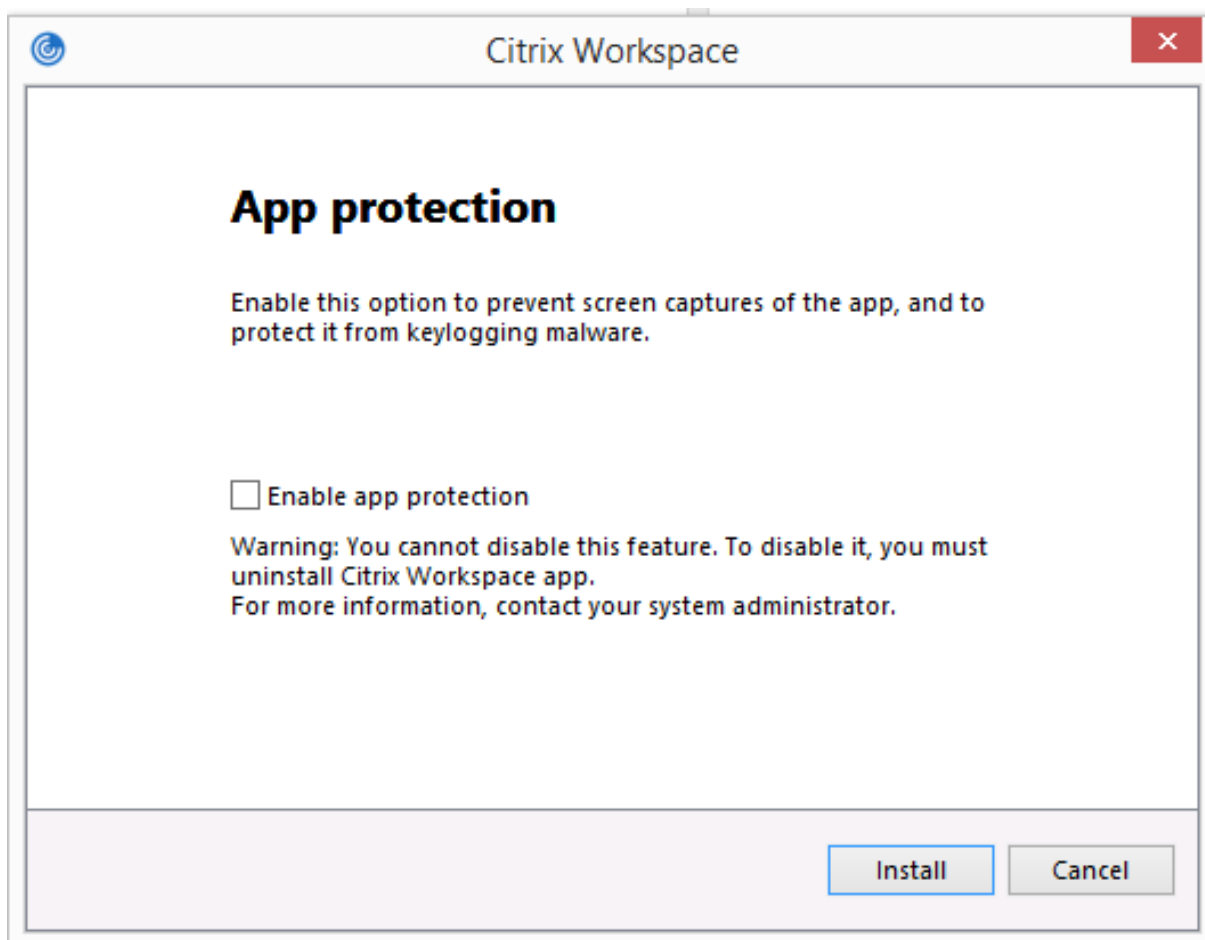 Citrix Workspace
App protection
Enable this option to prevent screen captures of the app, and to
protect it from keylogging malware.
Enable app protection
Warning: You cannot disable this feature. To disable it, you must
uninstall Citrix Workspace app.
For more information, contact your system administrator.
Install Cancel